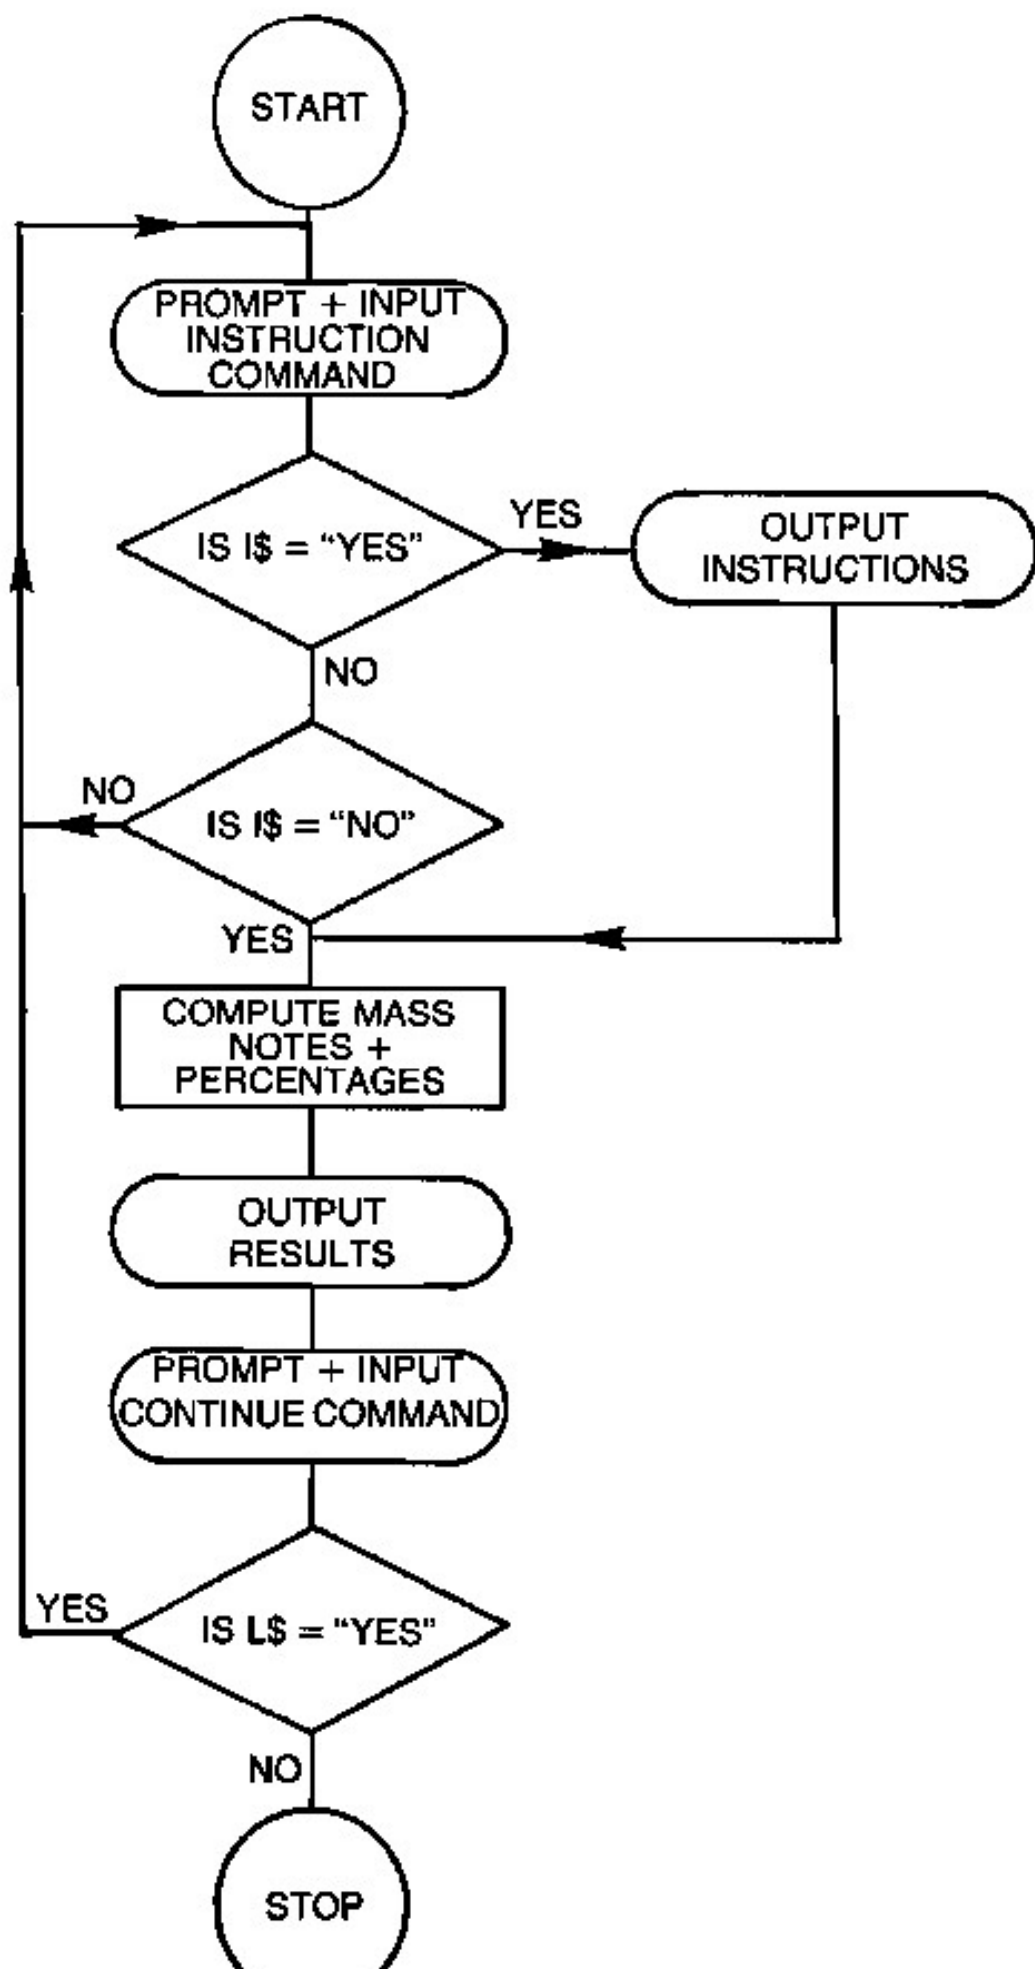 START
PROMPT + INPUT
INSTRUCTION
COMMAND
IS I$ = “YES”
YES
OUTPUT
INSTRUCTIONS
NO
NO
IS I$ = “NO”
YES
COMPUTE MASS
NOTES +
PERCENTAGES
OUTPUT
RESULTS
PROMPT + INPUT
CONTINUE COMMAND
YES
IS L$ = “YES”
NO
STOP